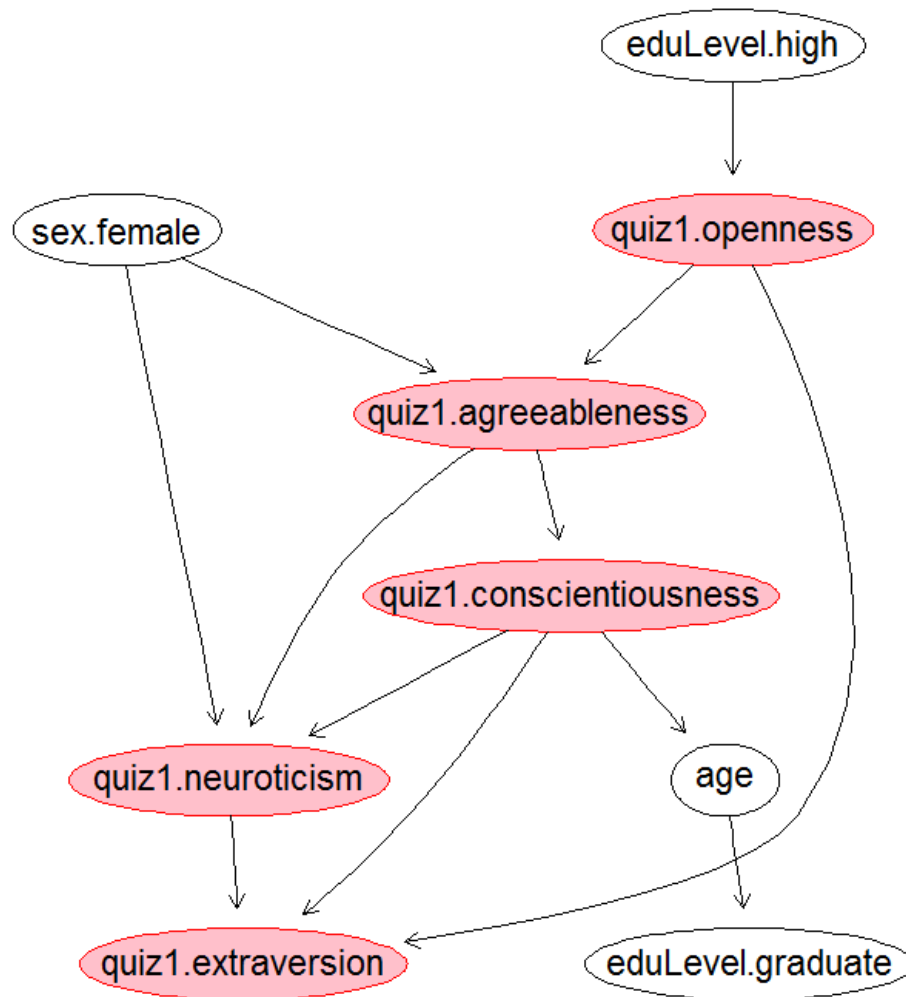 eduLevel.high
sex.female
quiz1.openness
quiz1.agreeableness
quiz1.conscientiousness
quiz1.neuroticism
age
quiz1.extraversion
eduLevel.graduate